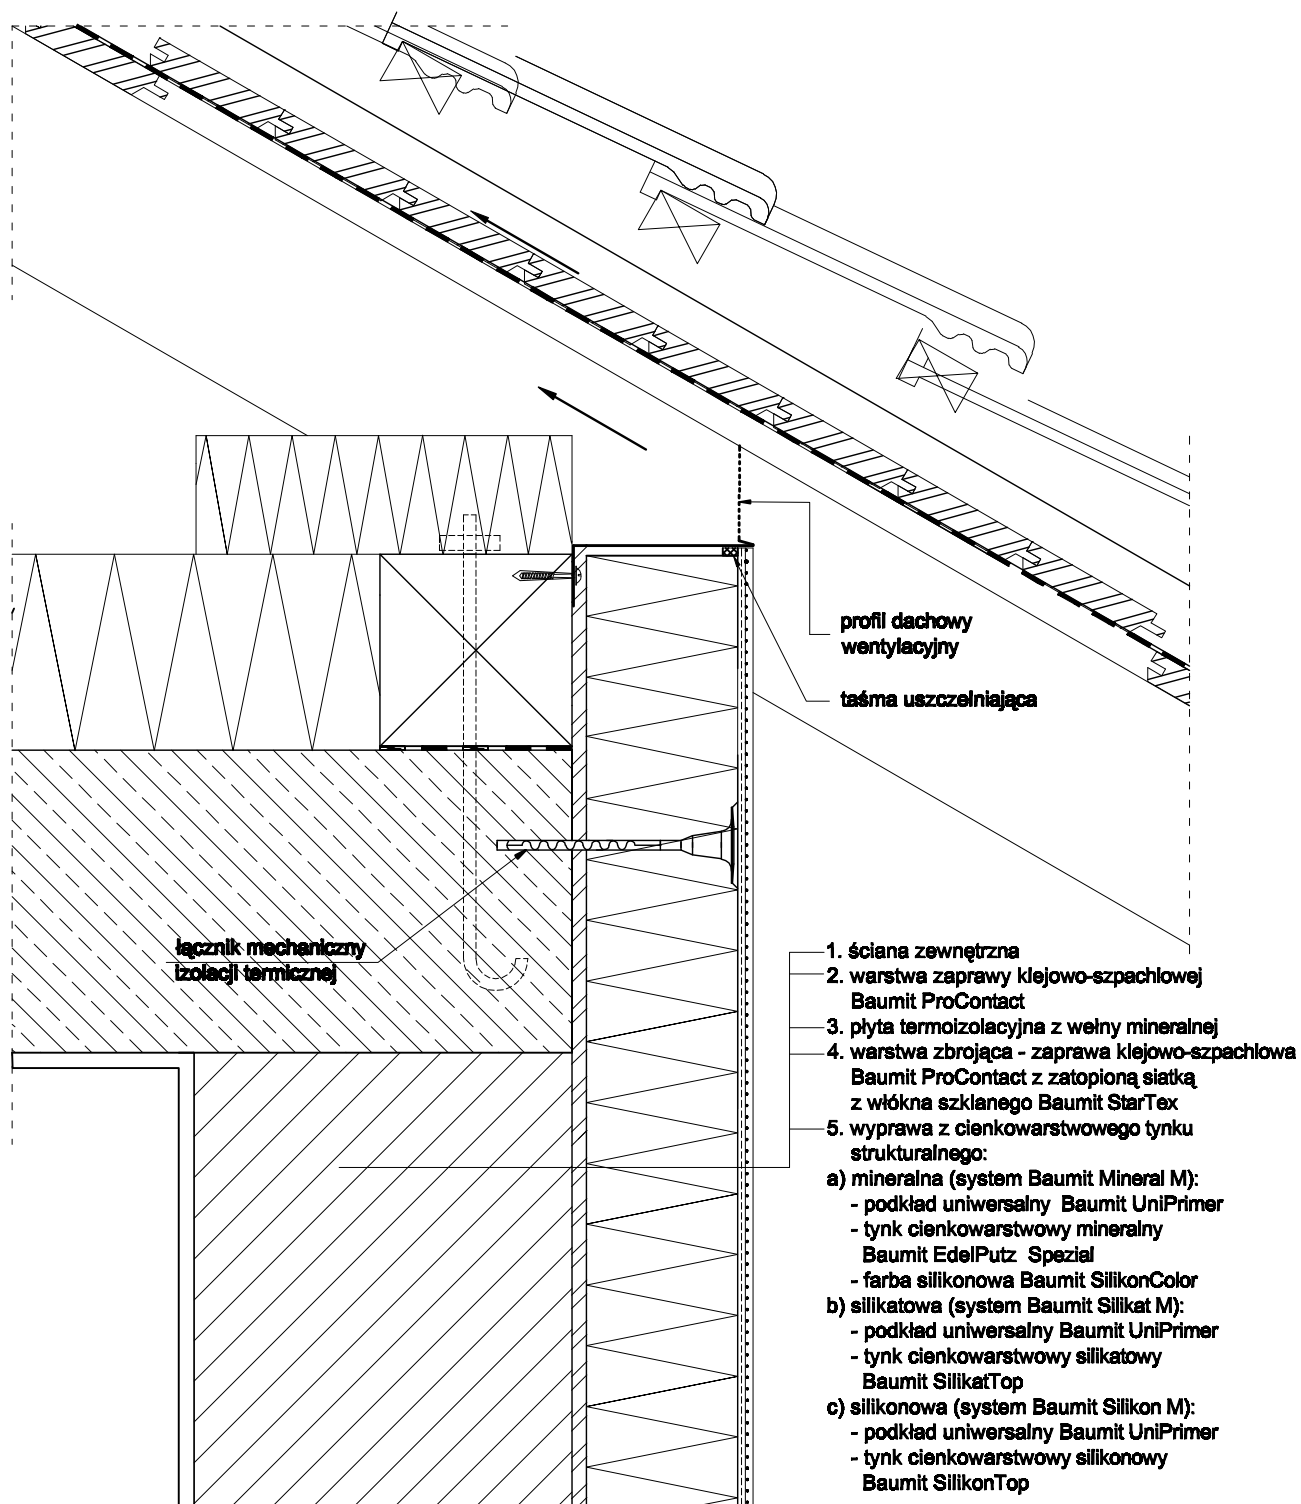 profil dachowy
wentylacyjny
taśma uszczelniająca
łącznik mechaniczny
izolacji termicznej
1. ściana zewnętrzna
2. warstwa zaprawy klejowo-szpachlowej
Baumit ProContact
3. płyta termoizolacyjna z wełny mineralnej
4. warstwa zbrojąca - zaprawa klejowo-szpachlowa
Baumit ProContact z zatopioną siatką
z włókna szklanego Baumit StarTex
5. wyprawa z cienkowarstwowego tynku
strukturalnego:
a) mineralna (system Baumit Mineral M):
- podkład uniwersalny Baumit UniPrimer
- tynk cienkowarstwowy mineralny
Baumit EdelPutz Spezial
- farba silikonowa Baumit SilikonColor
b) silikatowa (system Baumit Silikat M):
- podkład uniwersalny Baumit UniPrimer
- tynk cienkowarstwowy silikatowy
Baumit SilikatTop
c) silikonowa (system Baumit Silikon M):
- podkład uniwersalny Baumit UniPrimer
- tynk cienkowarstwowy silikonowy
Baumit SilikonTop